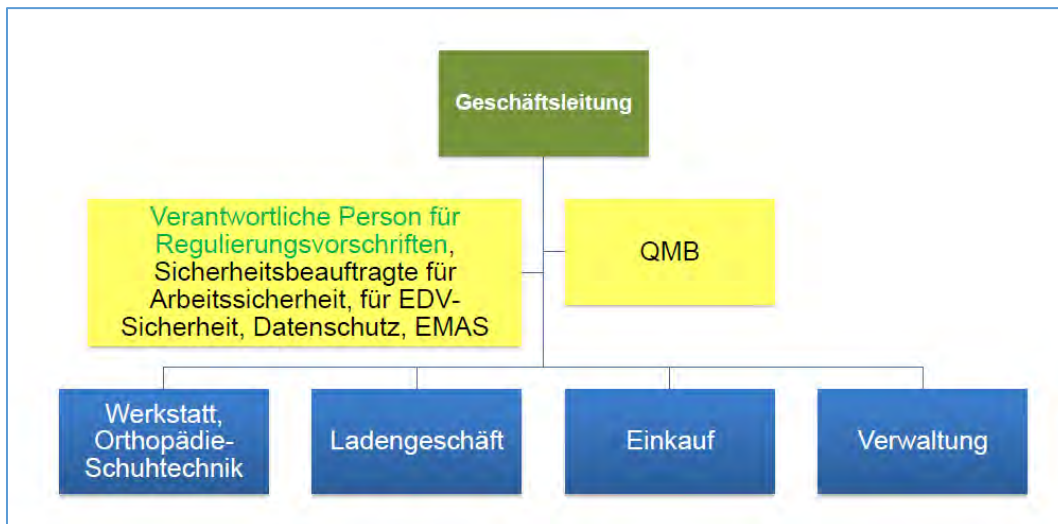 Geschäftsleitung
Verantwortliche Person für
Regulierungsvorschriften,
Sicherheitsbeauftragte für
Arbeitssicherheit, für EDV-
Sicherheit, Datenschutz, EMAS
QMB
Werkstatt,
Orthopädie-
Schuhtechnik
Ladengeschäft
Einkauf
Verwaltung